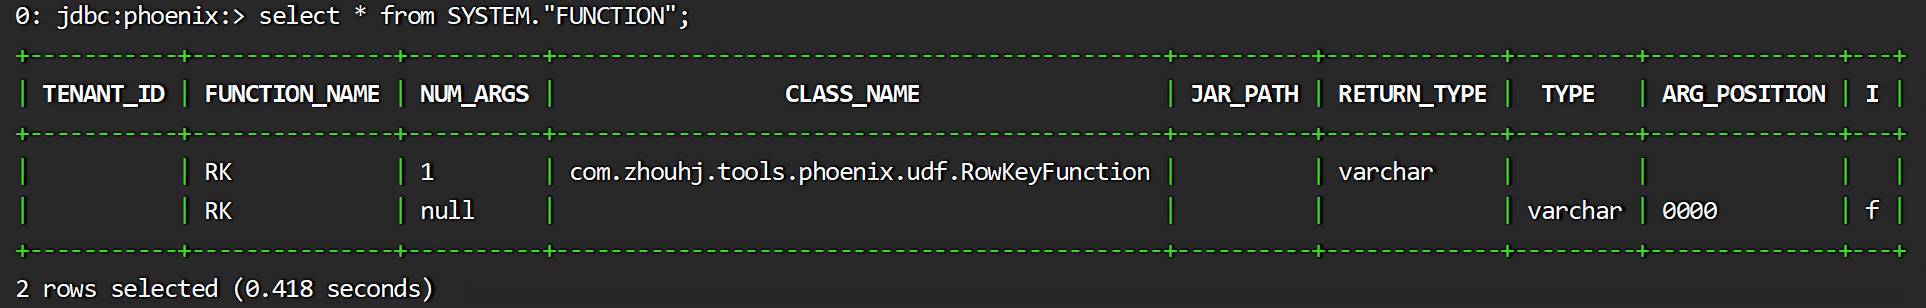 0: jdbc:phoenix:> select * from SYSTEM."FUNCTION";
+-----------+---------------+----------+---------------------------------------+---------+-------------+---------+--------------+---+
| TENANT_ID | FUNCTION_NAME | NUM_ARGS | CLASS_NAME | JAR_PATH | RETURN_TYPE | TYPE | ARG_POSITION | I |
+-----------+---------------+----------+---------------------------------------+---------+-------------+---------+--------------+---+
| | RK | 1 | com.zhouhj.tools.phoenix.udf.RowKeyFunction | | varchar | | | |
| | RK | null | | | | varchar | 0000 | f |
+-----------+---------------+----------+---------------------------------------+---------+-------------+---------+--------------+---+
2 rows selected (0.418 seconds)